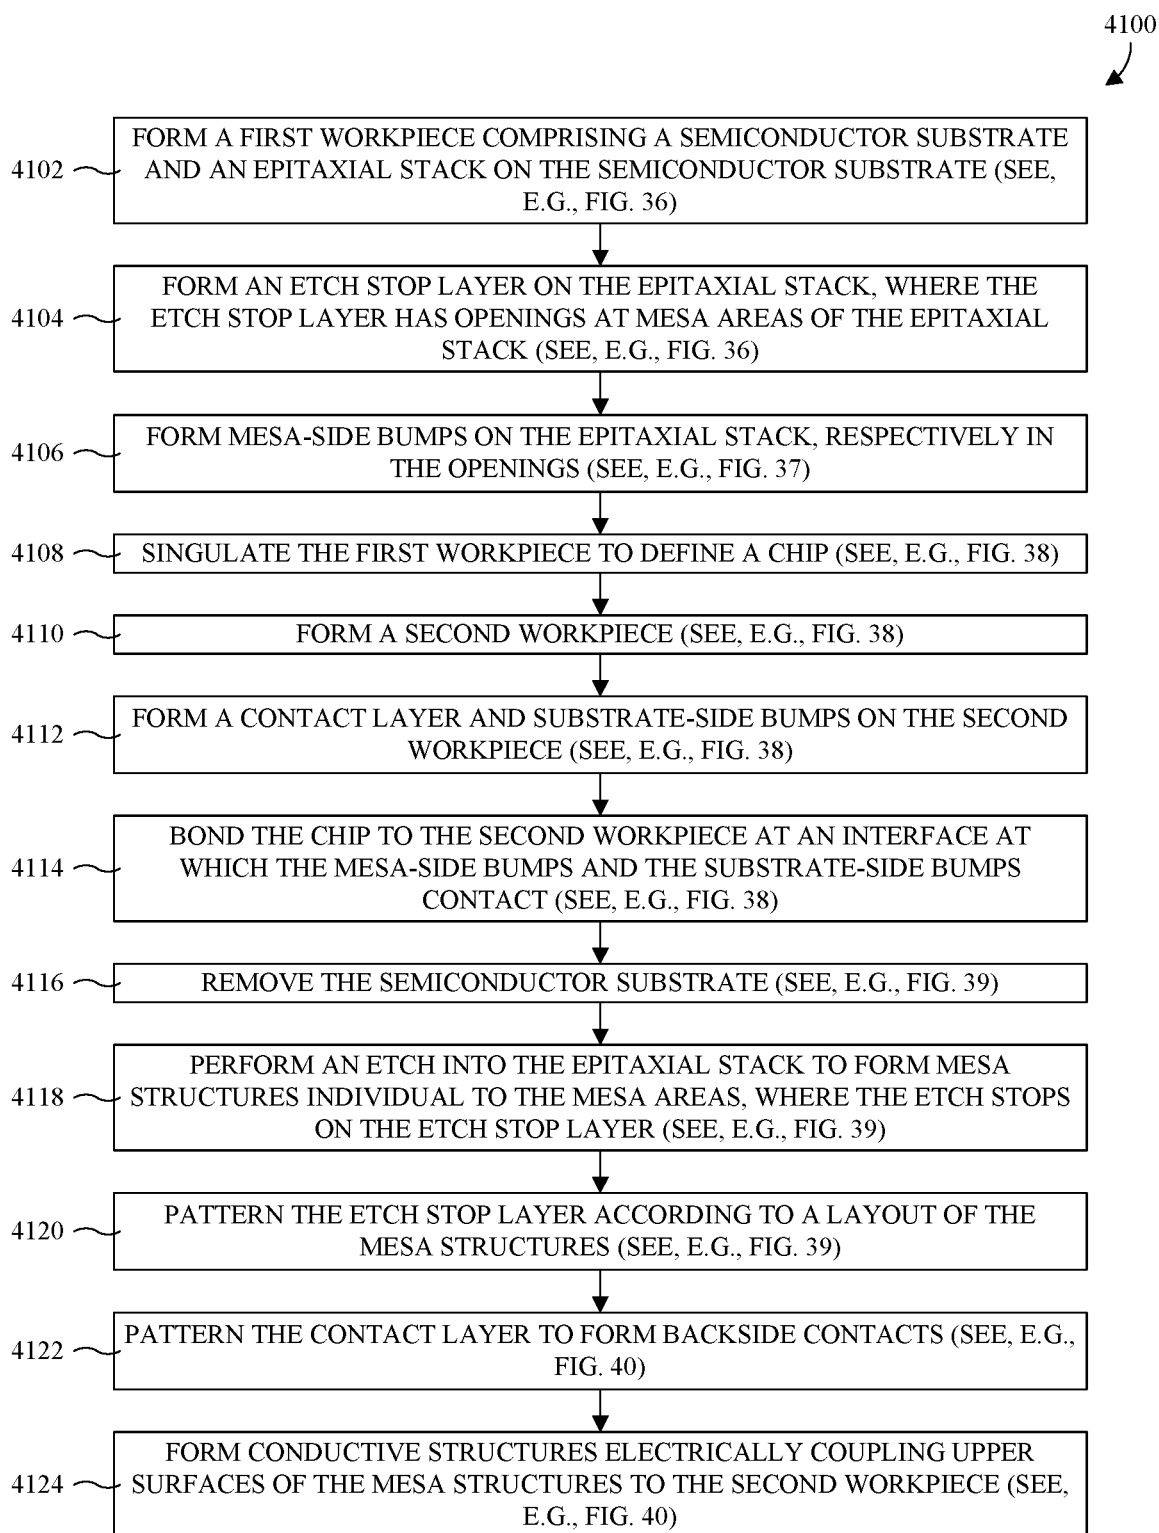 4100
4102
FORM A FIRST WORKPIECE COMPRISING A SEMICONDUCTOR SUBSTRATE
AND AN EPITAXIAL STACK ON THE SEMICONDUCTOR SUBSTRATE (SEE,
E.G., FIG. 36)
4104
FORM AN ETCH STOP LAYER ON THE EPITAXIAL STACK, WHERE THE
ETCH STOP LAYER HAS OPENINGS AT MESA AREAS OF THE EPITAXIAL
STACK (SEE, E.G., FIG. 36)
4106
FORM MESA-SIDE BUMPS ON THE EPITAXIAL STACK, RESPECTIVELY IN
THE OPENINGS (SEE, E.G., FIG. 37)
4108
SINGULATE THE FIRST WORKPIECE TO DEFINE A CHIP (SEE, E.G., FIG. 38)
4110
FORM A SECOND WORKPIECE (SEE, E.G., FIG. 38)
4112
FORM A CONTACT LAYER AND SUBSTRATE-SIDE BUMPS ON THE SECOND
WORKPIECE (SEE, E.G., FIG. 38)
4114
BOND THE CHIP TO THE SECOND WORKPIECE AT AN INTERFACE AT
WHICH THE MESA-SIDE BUMPS AND THE SUBSTRATE-SIDE BUMPS
CONTACT (SEE, E.G., FIG. 38)
4116
REMOVE THE SEMICONDUCTOR SUBSTRATE (SEE, E.G., FIG. 39)
4118
PERFORM AN ETCH INTO THE EPITAXIAL STACK TO FORM MESA
STRUCTURES INDIVIDUAL TO THE MESA AREAS, WHERE THE ETCH STOPS
ON THE ETCH STOP LAYER (SEE, E.G., FIG. 39)
4120
PATTERN THE ETCH STOP LAYER ACCORDING TO A LAYOUT OF THE
MESA STRUCTURES (SEE, E.G., FIG. 39)
4122
PATTERN THE CONTACT LAYER TO FORM BACKSIDE CONTACTS (SEE, E.G.,
FIG. 40)
4124
FORM CONDUCTIVE STRUCTURES ELECTRICALLY COUPLING UPPER
SURFACES OF THE MESA STRUCTURES TO THE SECOND WORKPIECE (SEE,
E.G., FIG. 40)